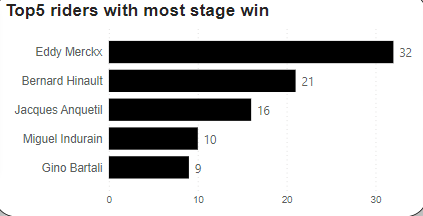 Top5 riders with most stage win
Eddy Merckx 32
Bernard Hinault 21
Jacques Anquetil 16
Miguel Indurain 10
Gino Bartali 9
0 10 20 30